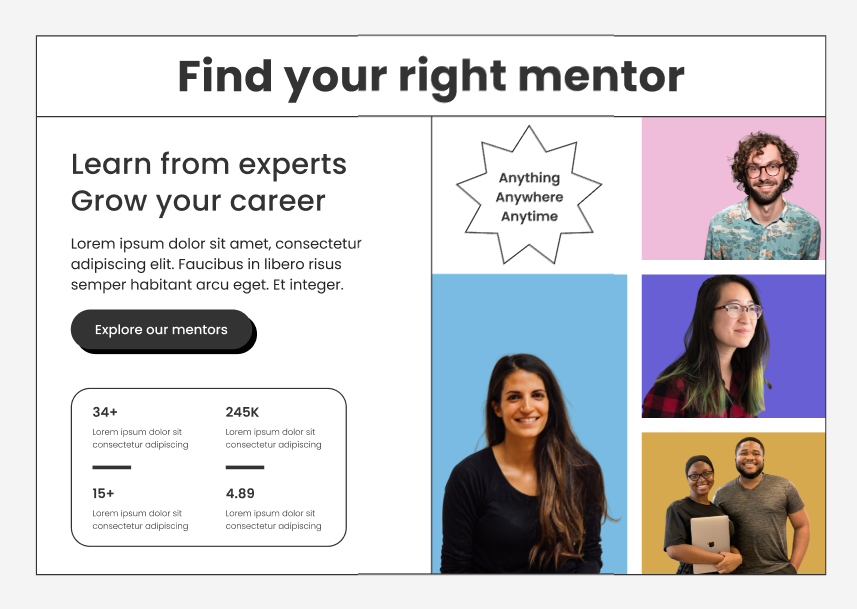 Find your right mentor
Learn from experts
Grow your career
Lorem ipsum dolor sit amet, consectetur
adipiscing elit. Faucibus in libero risus
semper habitant arcu eget. Et integer.
Explore our mentors
34+
Lorem ipsum dolor sit
consectetur adipiscing
245K
Lorem ipsum dolor sit
consectetur adipiscing
15+
Lorem ipsum dolor sit
consectetur adipiscing
4.89
Lorem ipsum dolor sit
consectetur adipiscing
Anything
Anywhere
Anytime